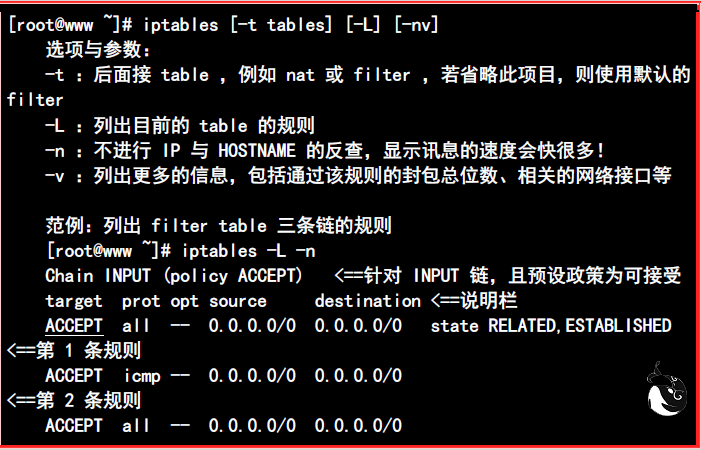 [root@www ~]# iptables [-t tables] [-L] [-nv]
选项与参数：
-t ：后面接 table ，例如 nat 或 filter ，若省略此项目，则使用默认的
filter
-L ：列出目前的 table 的规则
-n ：不进行 IP 与 HOSTNAME 的反查，显示讯息的速度会快很多！
-v ：列出更多的信息，包括通过该规则的封包总位数、相关的网络接口等
范例：列出 filter table 三条链的规则
[root@www ~]# iptables -L -n
Chain INPUT (policy ACCEPT) <==针对 INPUT 链，且预设政策为可接受
target prot opt source destination <==说明栏
ACCEPT all -- 0.0.0.0/0 0.0.0.0/0 state RELATED,ESTABLISHED
<==第 1 条规则
ACCEPT icmp -- 0.0.0.0/0 0.0.0.0/0
<==第 2 条规则
ACCEPT all -- 0.0.0.0/0 0.0.0.0/0